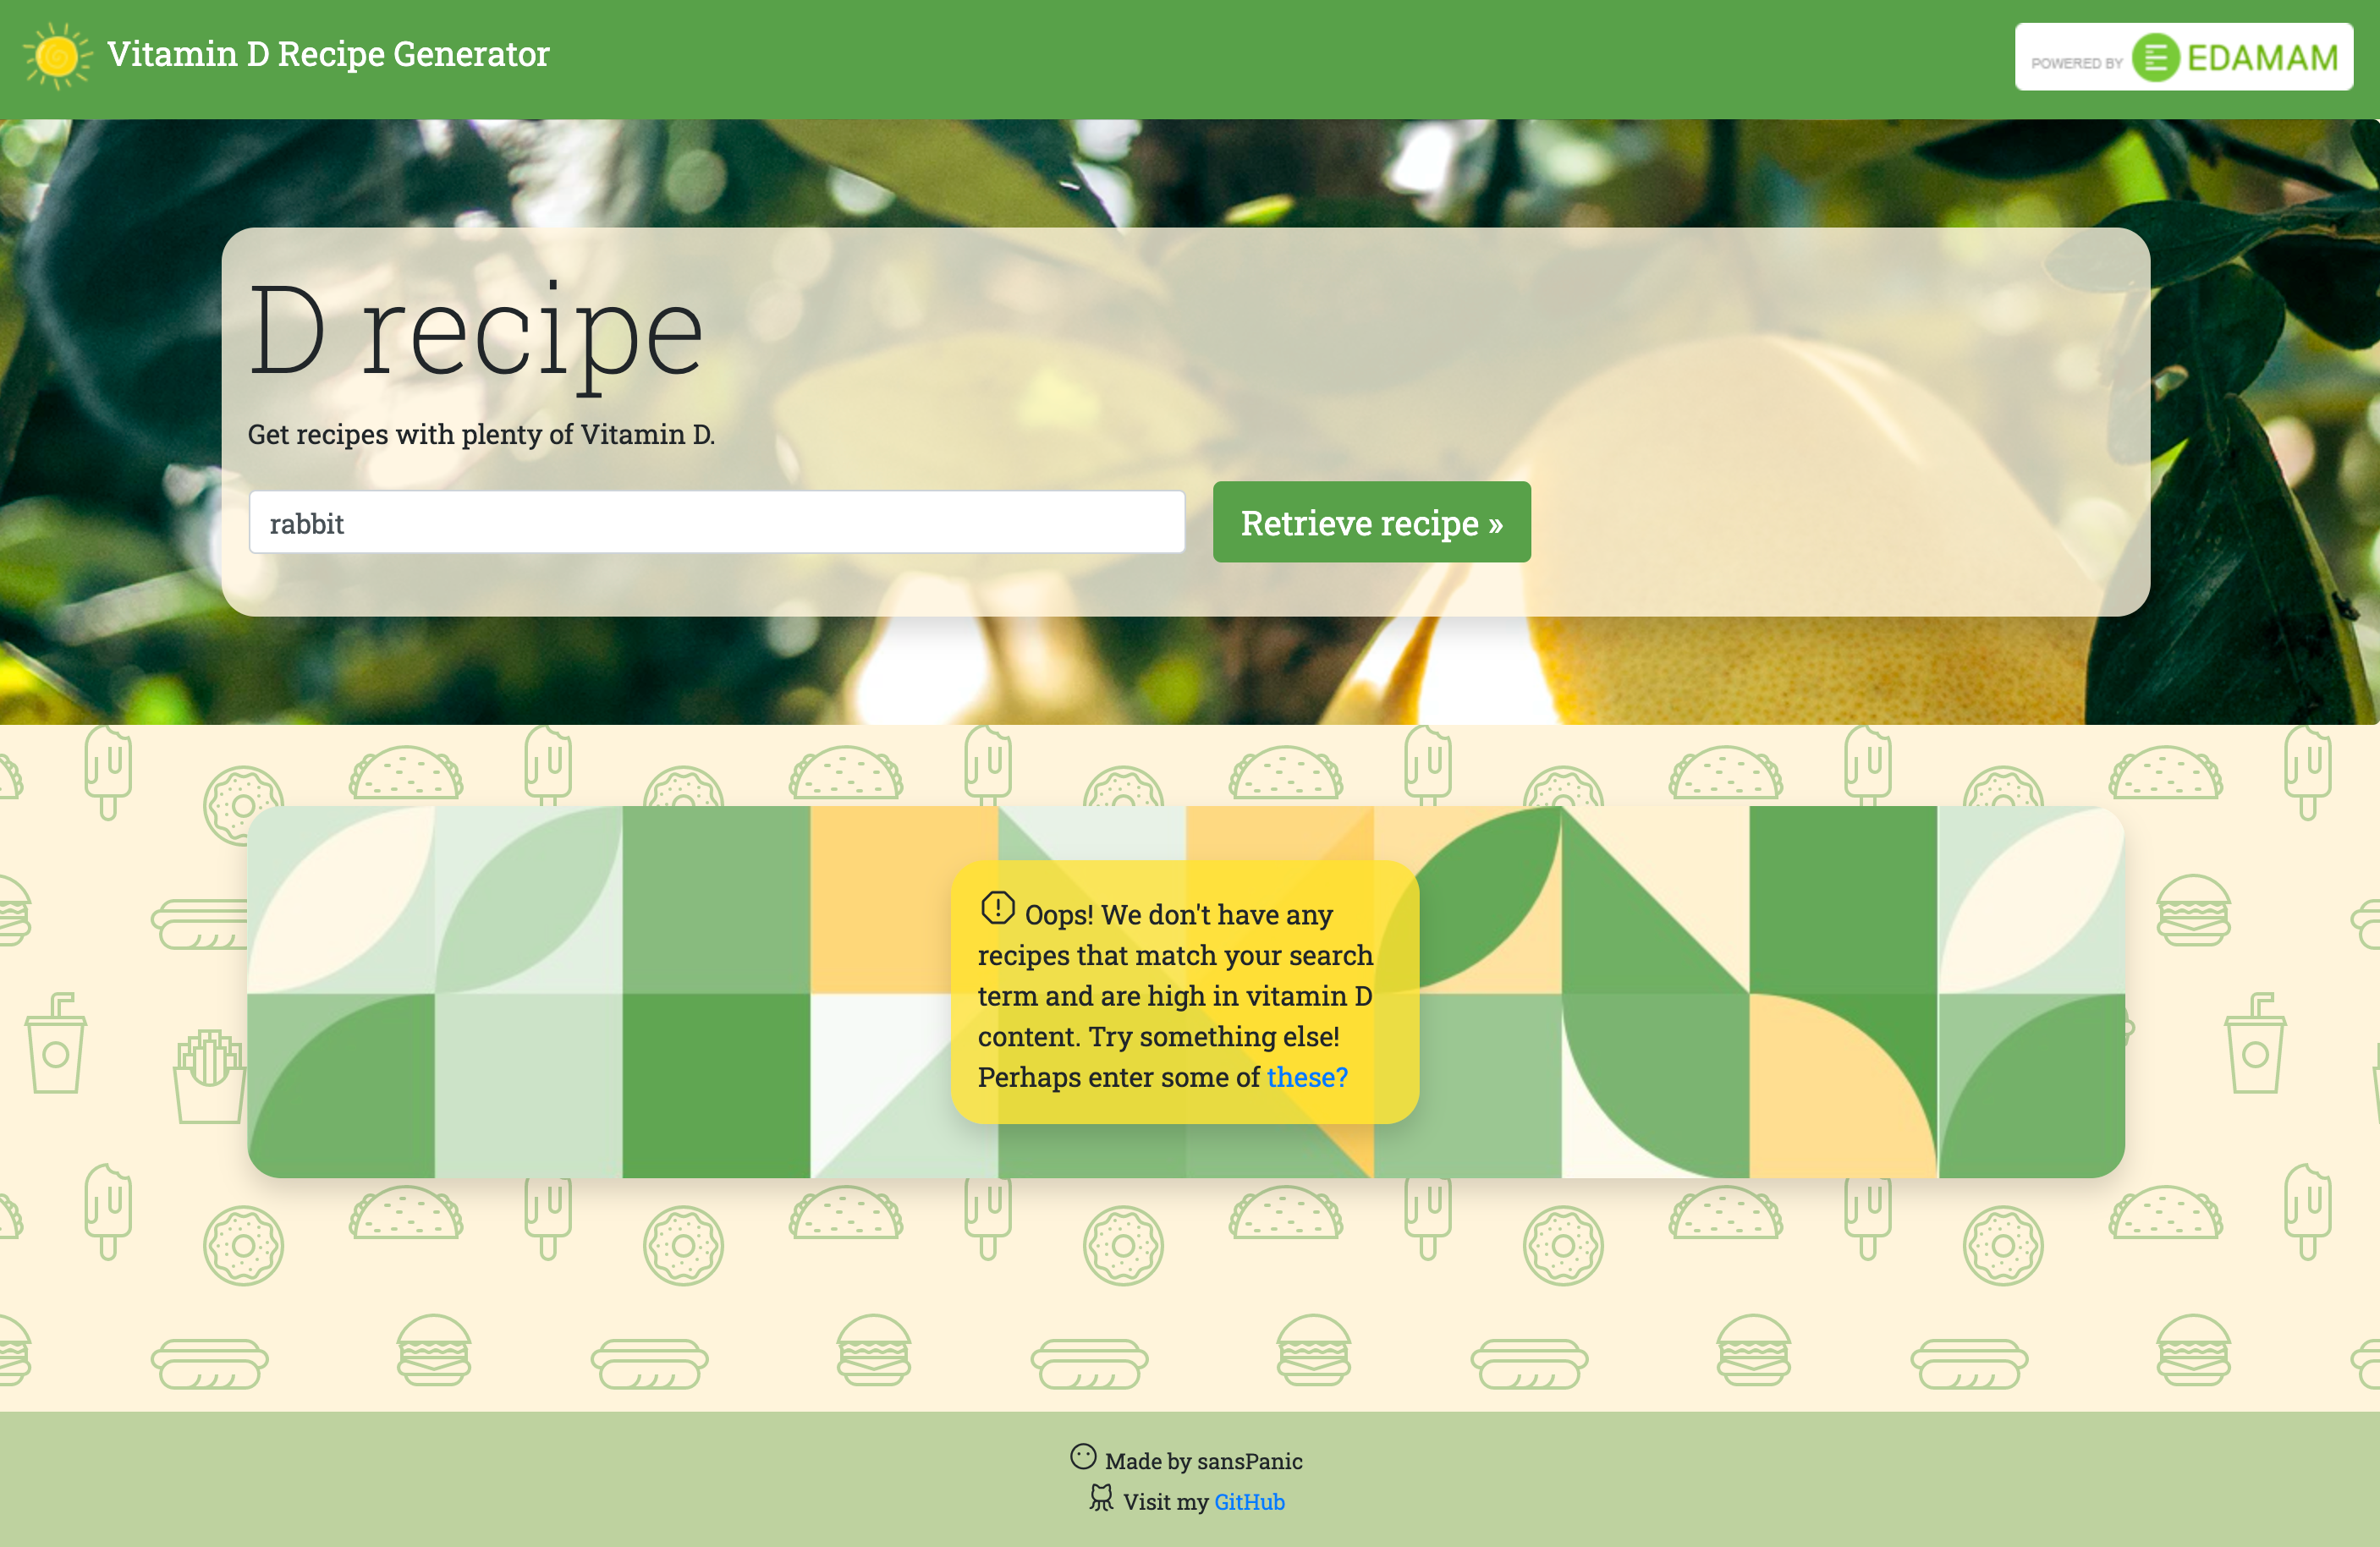 Vitamin D Recipe Generator
POWERED BY EDAMAM
D recipe
Get recipes with plenty of Vitamin D.
rabbit
Retrieve recipe »
Oops! We don't have any
recipes that match your search
term and are high in vitamin D
content. Try something else!
Perhaps enter some of these?
Made by sansPanic
Visit my GitHub